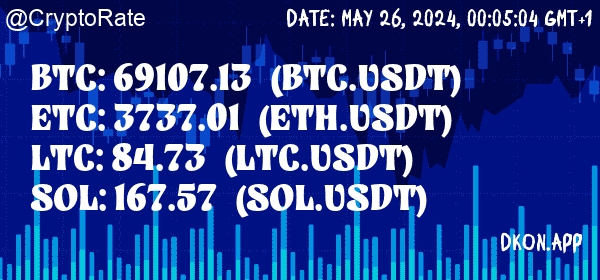 @CryptoRate
DATE: MAY 26, 2024, 00:05:04 GMT+1
BTC: 69107.13 (BTC.USDT)
ETC: 3737.01 (ETH.USDT)
LTC: 84.73 (LTC.USDT)
SOL: 167.57 (SOL.USDT)
DKON.APP